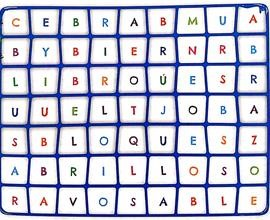 C E B R A B M U A
B Y B I E R N R B
L I B R O Ú E S R
U U E L T J O B A
S B L O Q U E S Z
A B R I L L O S O
R A V O S A B L E